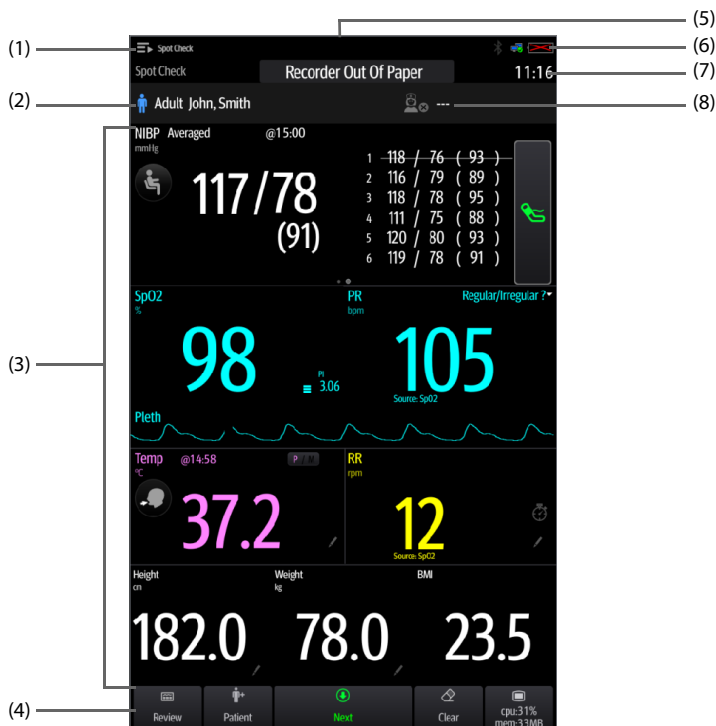 (5)
(1) Spot Check (6)
Spot Check Recorder Out Of Paper 11:16 (7)
(2) Adult John, Smith --- (8)
NIBP Averaged @15:00
mmHg
117/78
(91)
1 118 / 76 ( 93 )
2 116 / 79 ( 89 )
3 118 / 78 ( 95 )
4 111 / 75 ( 88 )
5 120 / 80 ( 93 )
6 119 / 78 ( 91 )
SpO2 PR Regular/Irregular ?
% bpm
(3)
98 PI 3.06 105
Source: SpO2
Pleth
Temp @14:58 P / M RR
°C rpm
37.2 12
Source: SpO2
Height Weight BMI
cm kg
182.0 78.0 23.5
(4) Review Patient Next Clear cpu:31%
mem:33MB